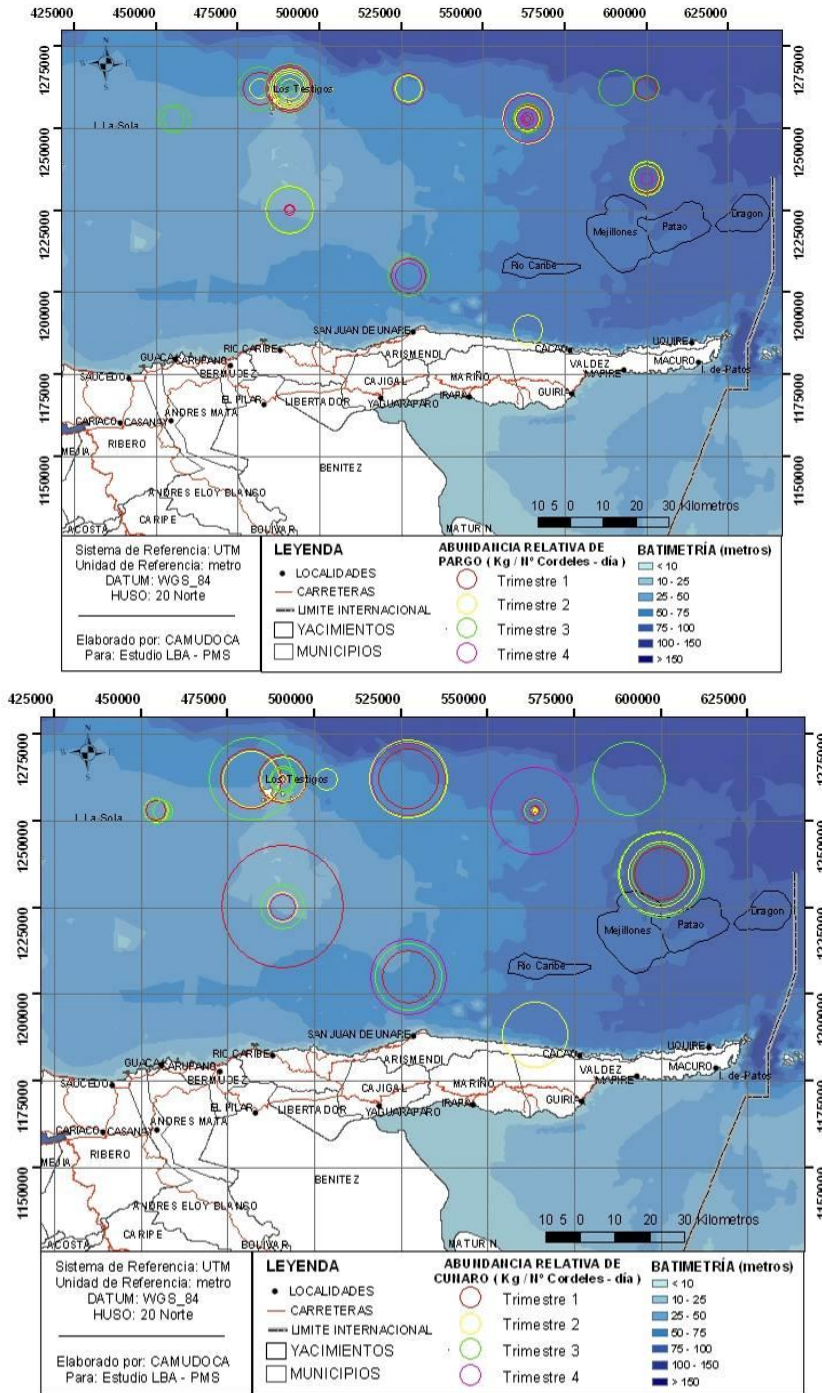 425000 450000 475000 500000 525000 550000 575000 600000 625000
1275000 1275000
N
Los Testigos
I. La Sola
1250000 1250000
1225000 1225000
Mejillones Patao Dragon
Rio Caribe
1200000 1200000
SAN JUAN DE UNARE
UQUIRE
RIO CARIBE ARISMENDI CACAO
GUACA CARUPANO VALDEZ MACURO
BERMUDEZ MARIÑO MAPIRE I. de-Patos
SAUCEDO CAJIGAL
1175000 1175000
EL PILAR LIBERTADOR YAGUARAPARO IRAPA GUIRIA
ANDRES MATA
CARIACO CASANAY
RIBERO
MEJIA BENITEZ
1150000 1150000
ANDRES ELOY BLANCO
CARIPE
ACOSTA BOLIVAR MATURIN
10 5 0 10 20 30 Kilometros
Sistema de Referencia: UTM
Unidad de Referencia: metro
DATUM: WGS_84
HUSO: 20 Norte
Elaborado por: CAMUDOCA
Para: Estudio LBA - PMS
LEYENDA
LOCALIDADES
CARRETERAS
LIMITE INTERNACIONAL
YACIMIENTOS
MUNICIPIOS
ABUNDANCIA RELATIVA DE
PARGO ( Kg / Nº Cordeles - día )
Trimestre 1
Trimestre 2
Trimestre 3
Trimestre 4
BATIMETRÍA (metros)
< 10
10 - 25
25 - 50
50 - 75
75 - 100
100 - 150
> 150
425000 450000 475000 500000 525000 550000 575000 600000 625000
1275000 1275000
N
Los Testigos
I. La Sola
1250000 1250000
1225000 1225000
Mejillones Patao Dragon
Rio Caribe
1200000 1200000
SAN JUAN DE UNARE
UQUIRE
RIO CARIBE ARISMENDI CACAO
GUACA CARUPANO VALDEZ MACURO
BERMUDEZ MARIÑO MAPIRE I. de-Patos
SAUCEDO CAJIGAL
1175000 1175000
EL PILAR LIBERTADOR YAGUARAPARO IRAPA GUIRIA
ANDRES MATA
CARIACO CASANAY
RIBERO
MEJIA BENITEZ
1150000 1150000
ANDRES ELOY BLANCO
CARIPE
ACOSTA BOLIVAR MATURIN
10 5 0 10 20 30 Kilometros
Sistema de Referencia: UTM
Unidad de Referencia: metro
DATUM: WGS_84
HUSO: 20 Norte
Elaborado por: CAMUDOCA
Para: Estudio LBA - PMS
LEYENDA
LOCALIDADES
CARRETERAS
LIMITE INTERNACIONAL
YACIMIENTOS
MUNICIPIOS
ABUNDANCIA RELATIVA DE
CUNARO ( Kg / Nº Cordeles - día )
Trimestre 1
Trimestre 2
Trimestre 3
Trimestre 4
BATIMETRÍA (metros)
< 10
10 - 25
25 - 50
50 - 75
75 - 100
100 - 150
> 150